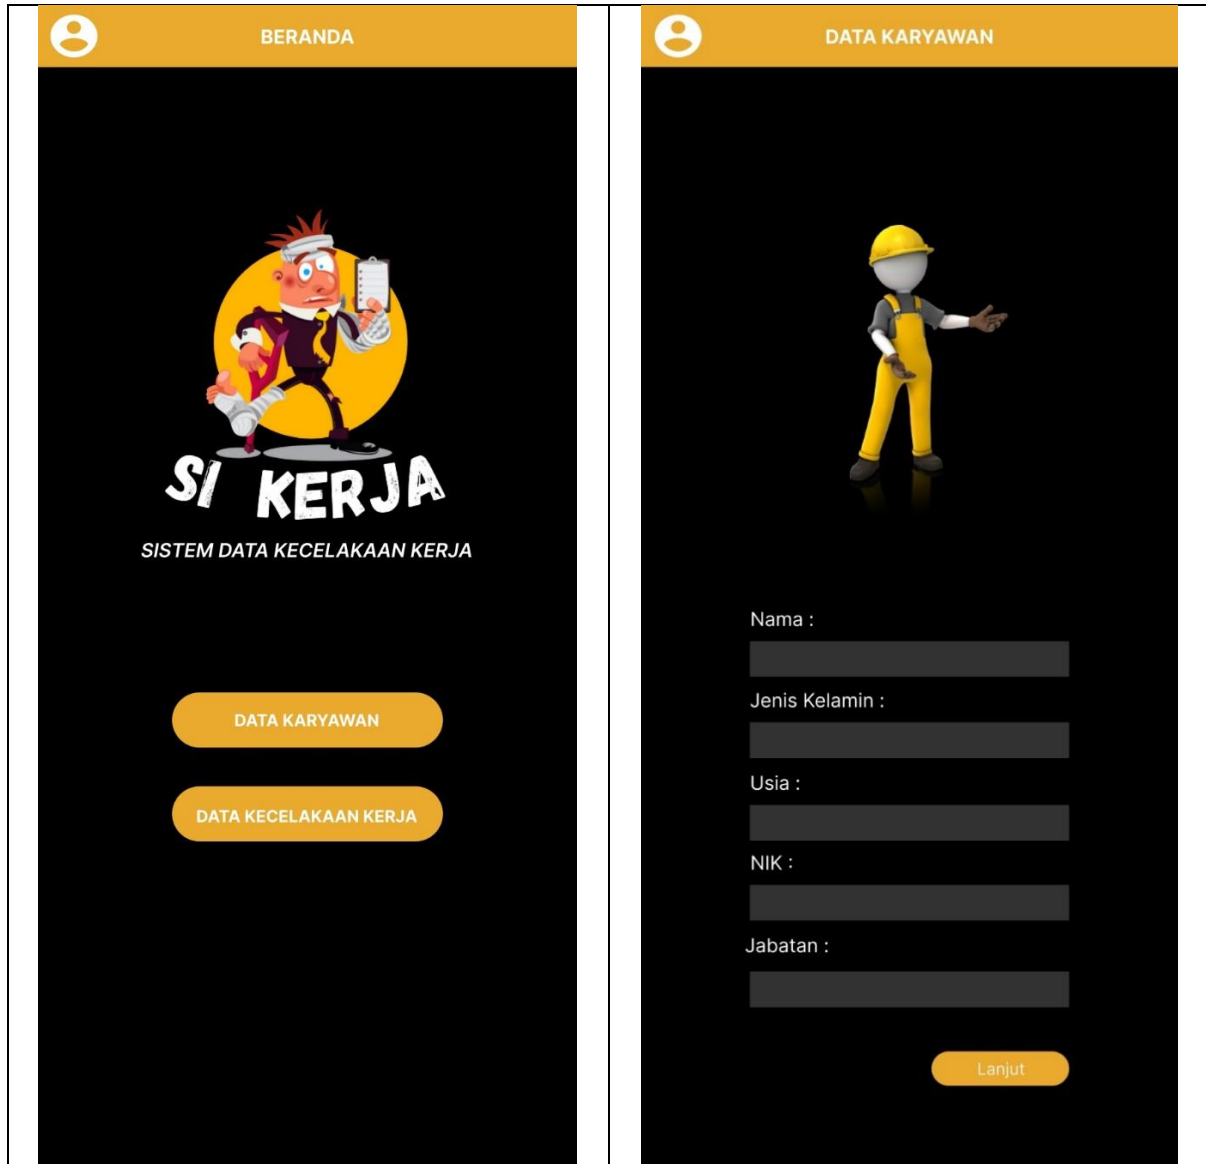 BERANDA
SI KERJA
SISTEM DATA KECELAKAAN KERJA
DATA KARYAWAN
DATA KECELAKAAN KERJA
DATA KARYAWAN
Nama :
Jenis Kelamin :
Usia :
NIK :
Jabatan :
Lanjut